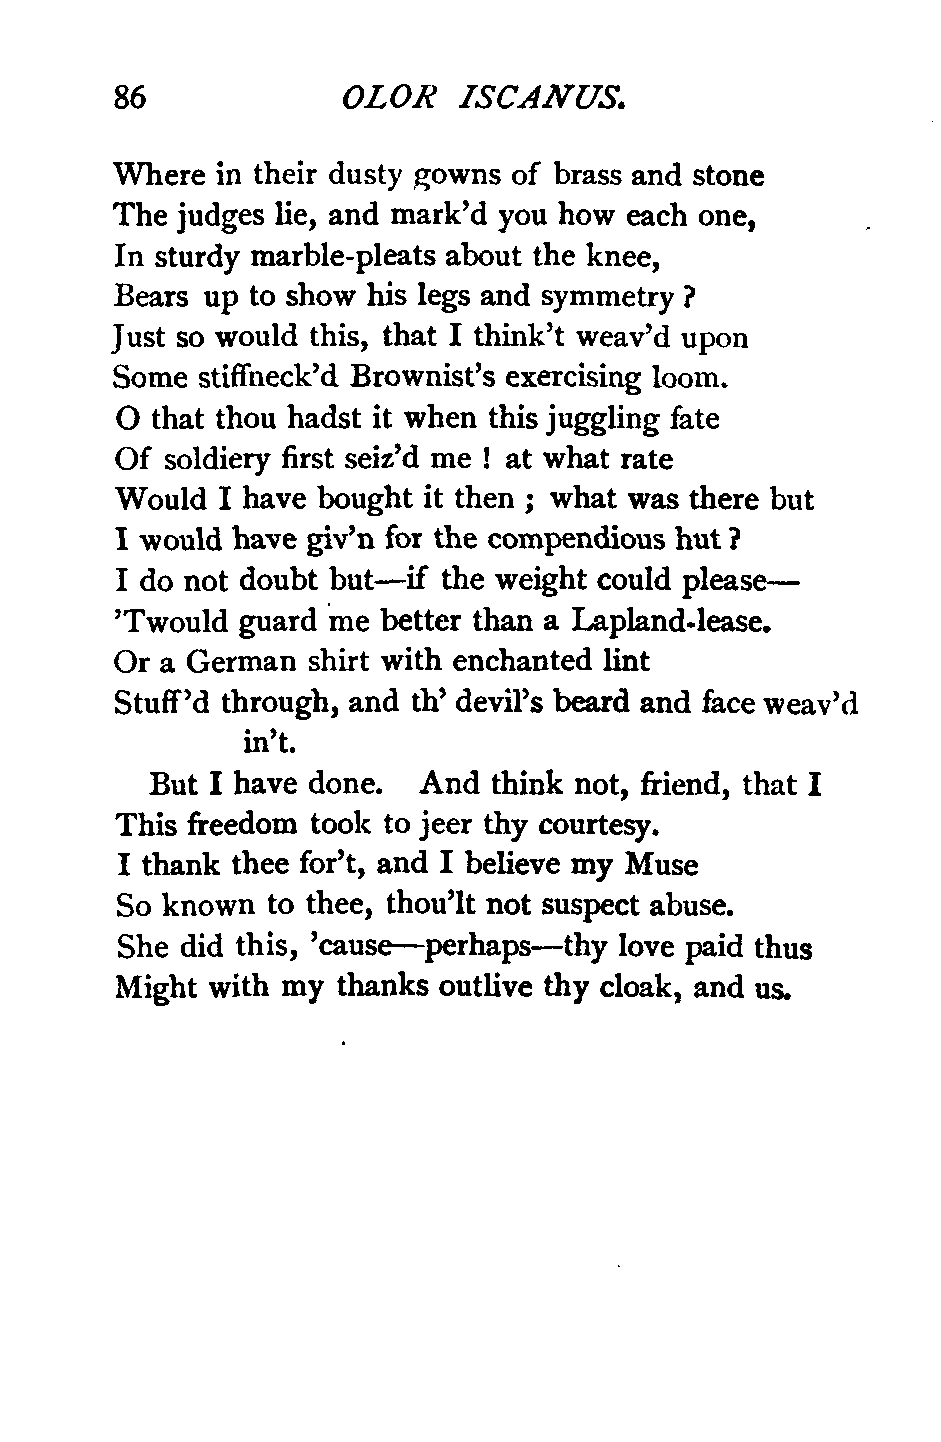 86 OLOR ISCANUS.
Where in their dusty gowns of brass and stone
The judges lie, and mark’d you how each one,
In sturdy marble-pleats about the knee,
Bears up to show his legs and symmetry ?
Just so would this, that I think’t weav’d upon
Some stiffneck’d Brownist’s exercising loom.
O that thou hadst it when this juggling fate
Of soldiery first seiz’d me ! at what rate
Would I have bought it then ; what was there but
I would have giv’n for the compendious hut ?
I do not doubt but—if the weight could please—
’Twould guard me better than a Lapland-lease.
Or a German shirt with enchanted lint
Stuff’d through, and th’ devil’s beard and face weav’d
in’t.
But I have done. And think not, friend, that I
This freedom took to jeer thy courtesy.
I thank thee for’t, and I believe my Muse
So known to thee, thou’lt not suspect abuse.
She did this, ’cause—perhaps—thy love paid thus
Might with my thanks outlive thy cloak, and us.